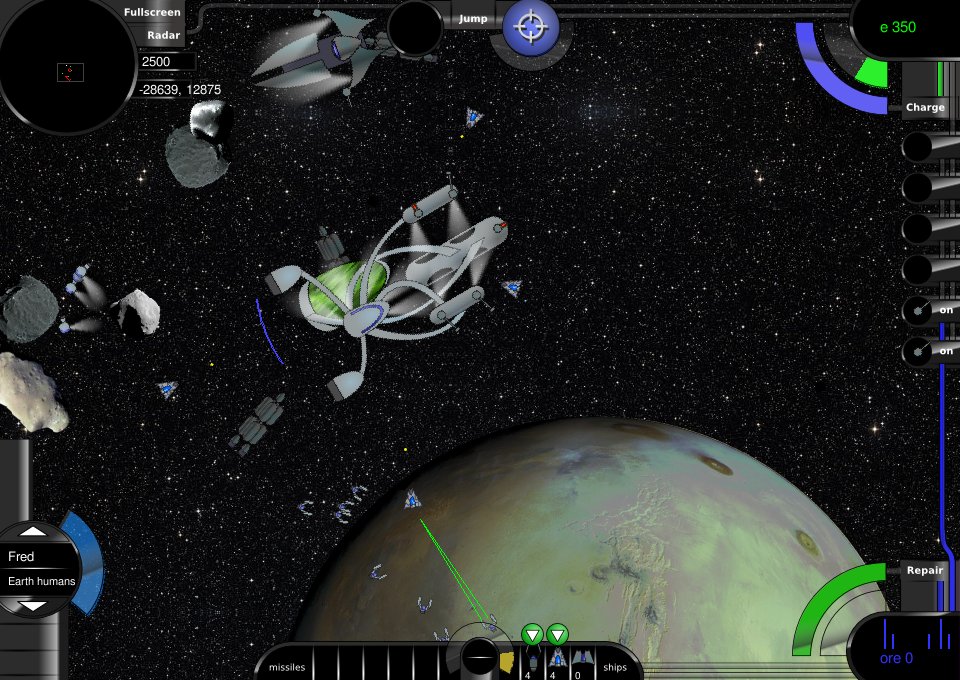 Fullscreen
Radar
2500
-28639, 12875
Jump
e 350
Charge
on
on
Fred
Earth humans
Repair
ore 0
missiles
4
4
0
ships